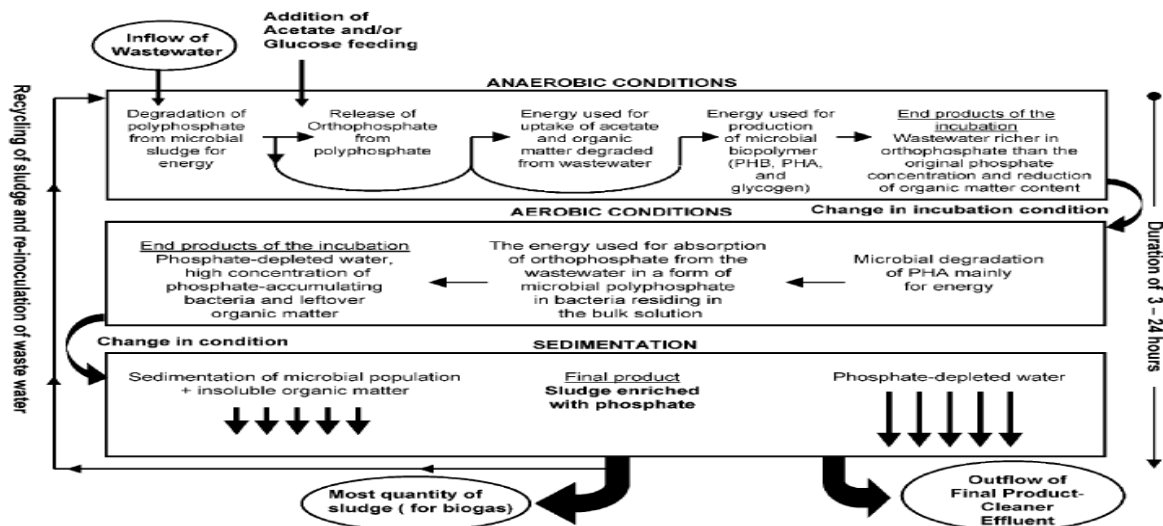 Inflow of
Wastewater
Addition of
Acetate and/or
Glucose feeding
ANAEROBIC CONDITIONS
Degradation of
polyphosphate
from microbial
sludge for
energy
Release of
Orthophosphate
from
polyphosphate
Energy used for
uptake of acetate
and organic
matter degraded
from wastewater
Energy used for
production
of microbial
biopolymer
(PHB, PHA,
and
glycogen)
End products of the
incubation
Wastewater richer in
orthophosphate than the
original phosphate
concentration and reduction
of organic matter content
Change in incubation condition
AEROBIC CONDITIONS
End products of the incubation
Phosphate-depleted water,
high concentration of
phosphate-accumulating
bacteria and leftover
organic matter
The energy used for absorption
of orthophosphate from the
wastewater in a form of
microbial polyphosphate
in bacteria residing in
the bulk solution
Microbial degradation
of PHA mainly
for energy
Change in condition
SEDIMENTATION
Sedimentation of microbial population
+ insoluble organic matter
Final product
Sludge enriched
with phosphate
Phosphate-depleted water
Most quantity of
sludge ( for biogas)
Outflow of
Final Product-
Cleaner
Effluent
Recycling of sludge and re-inoculation of waste water
Duration of 3 – 24 hours